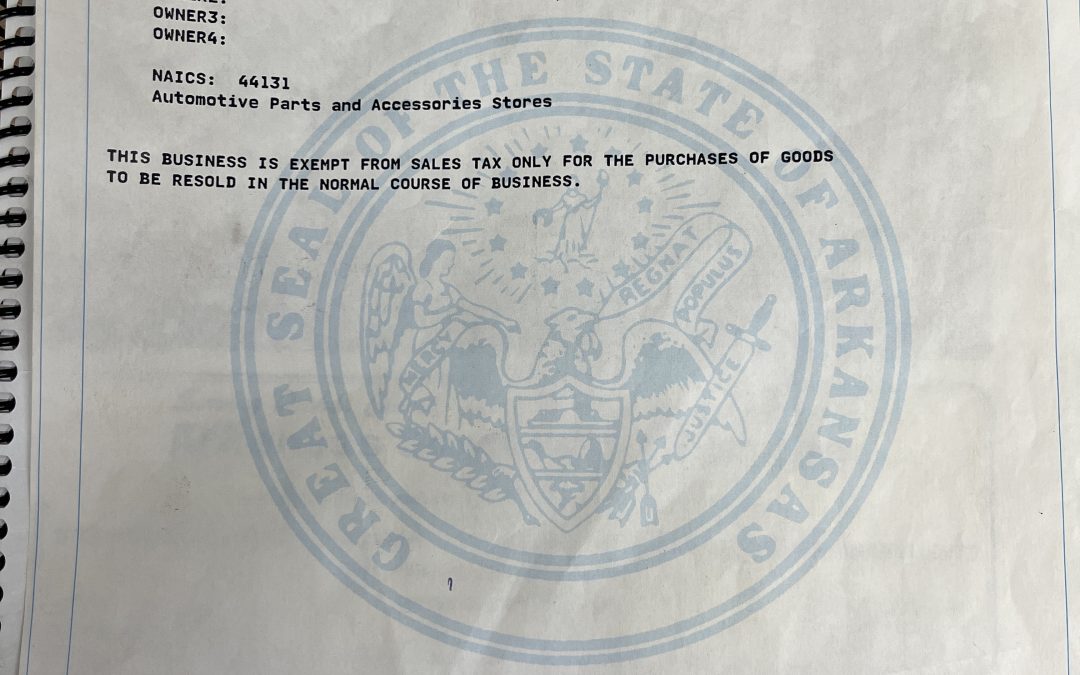 OWNER3:
OWNER4:
NAICS: 44131
Automotive Parts and Accessories Stores
THIS BUSINESS IS EXEMPT FROM SALES TAX ONLY FOR THE PURCHASES OF GOODS
TO BE RESOLD IN THE NORMAL COURSE OF BUSINESS.
GREAT SEAL OF THE STATE OF ARKANSAS
REGNAT
POPULUS
MERCY
JUSTICE